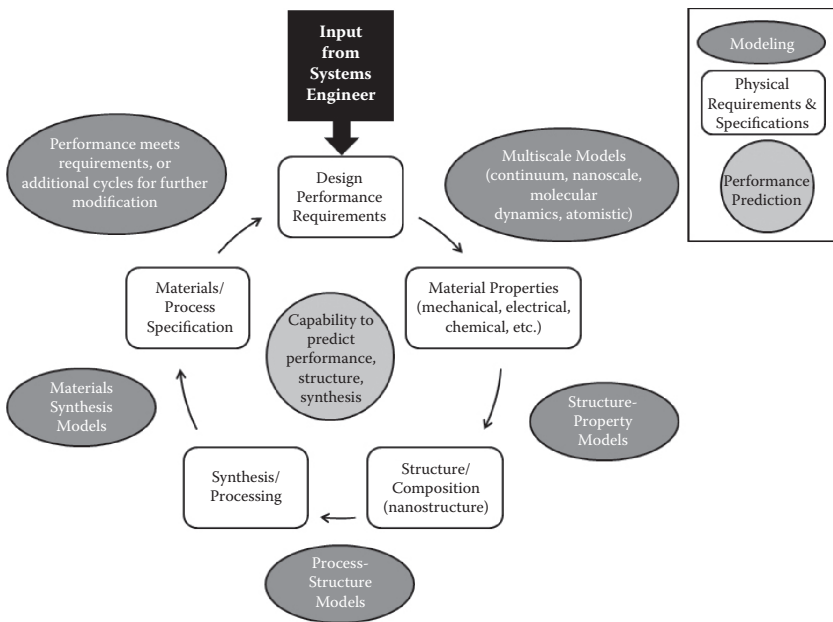 Input
from
Systems
Engineer
Modeling
Physical
Requirements &
Specifications
Performance
Prediction
Performance meets
requirements, or
additional cycles for further
modification
Design
Performance
Requirements
Multiscale Models
(continuum, nanoscale,
molecular
dynamics, atomistic)
Materials/
Process
Specification
Capability to
predict
performance,
structure,
synthesis
Material Properties
(mechanical, electrical,
chemical, etc.)
Materials
Synthesis
Models
Structure-
Property
Models
Synthesis/
Processing
Structure/
Composition
(nanostructure)
Process-
Structure
Models